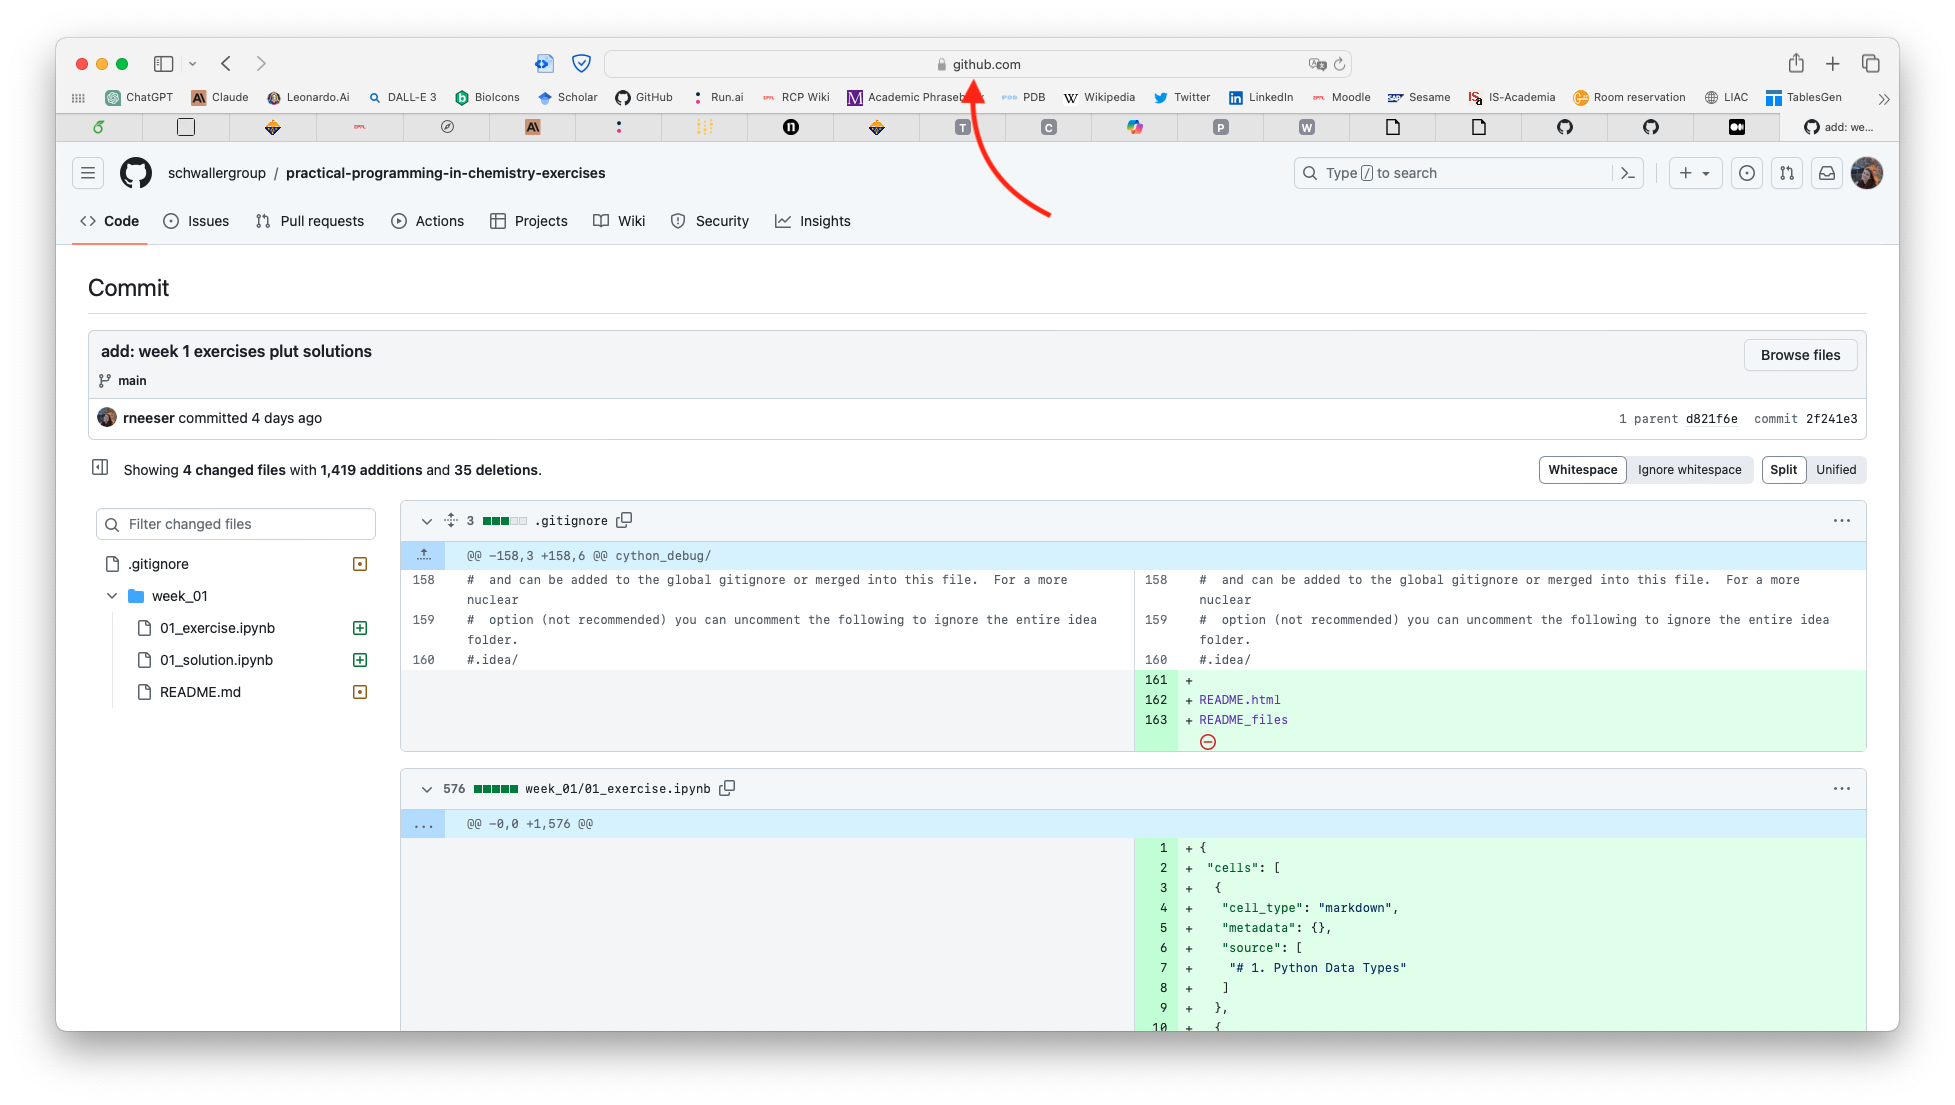 github.com
ChatGPT Claude Leonardo.Ai DALL-E 3 BioIcons Scholar GitHub Run.ai RCP Wiki Academic Phraseb PDB Wikipedia Twitter LinkedIn Moodle Sesame IS-Academia Room reservation LIAC TablesGen
T C P W add: we...
schwallergroup / practical-programming-in-chemistry-exercises
Type / to search
Code Issues Pull requests Actions Projects Wiki Security Insights
Commit
add: week 1 exercises plut solutions
Browse files
main
rneeser committed 4 days ago
1 parent d821f6e commit 2f241e3
Showing 4 changed files with 1,419 additions and 35 deletions.
Whitespace Ignore whitespace Split Unified
Filter changed files
.gitignore
week_01
01_exercise.ipynb
01_solution.ipynb
README.md
3 .gitignore
@@ -158,3 +158,6 @@ cython_debug/
158 # and can be added to the global gitignore or merged into this file. For a more
nuclear
159 # option (not recommended) you can uncomment the following to ignore the entire idea
folder.
160 #.idea/
158 # and can be added to the global gitignore or merged into this file. For a more
nuclear
159 # option (not recommended) you can uncomment the following to ignore the entire idea
folder.
160 #.idea/
161 +
162 + README.html
163 + README_files
576 week_01/01_exercise.ipynb
... @@ -0,0 +1,576 @@
1 + {
2 + "cells": [
3 + {
4 + "cell_type": "markdown",
5 + "metadata": {},
6 + "source": [
7 + "# 1. Python Data Types"
8 + ]
9 + },
10 + {